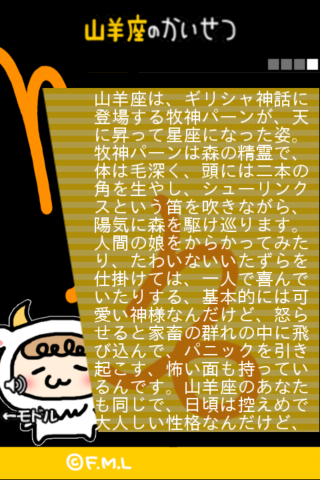 山羊座のかいせつ
山羊座は、ギリシャ神話に
登場する牧神パーンが、天
に昇って星座になった姿。
牧神パーンは森の精霊で、
体は毛深く、頭には二本の
角を生やし、シューリンク
スという笛を吹きながら、
陽気に森を駆け巡ります。
人間の娘をからかってみた
り、たわいないいたずらを
仕掛けては、一人で喜んで
いたりする、基本的には可
愛い神様なんだけど、怒ら
せると家畜の群れの中に飛
び込んで、パニックを引き
起こす、怖い面も持ってい
るんです。山羊座のあなた
も同じで、日頃は控えめで
大人しい性格なんだけど、
←モドル
©F.M.L